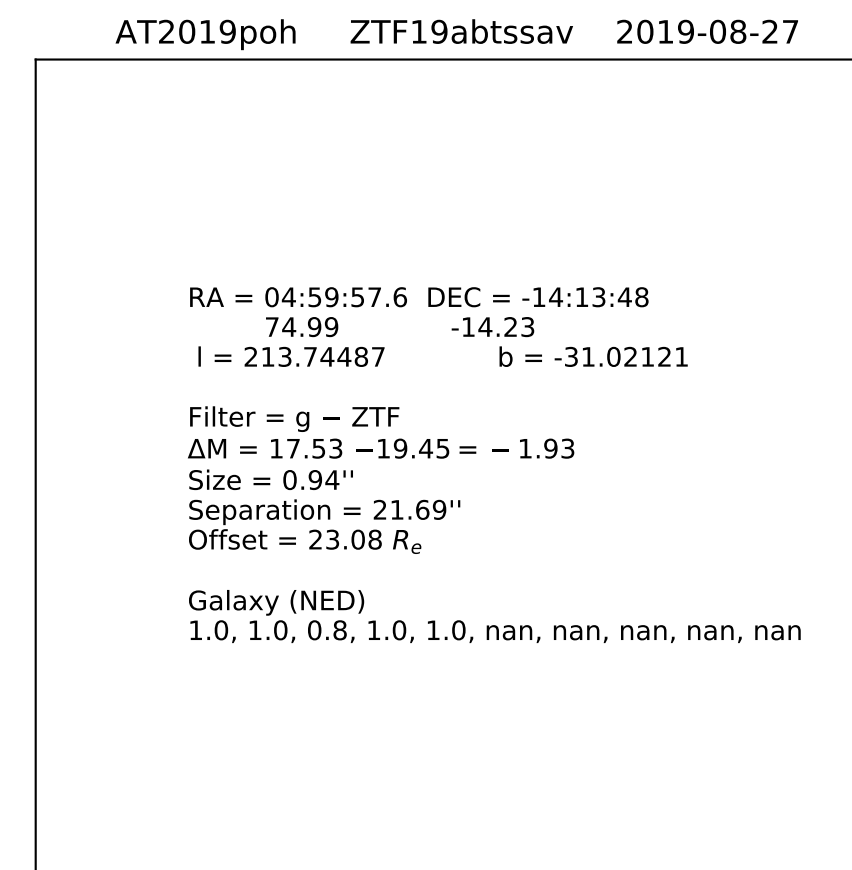 AT2019poh ZTF19abtssav 2019-08-27
RA = 04:59:57.6 DEC = -14:13:48
74.99 -14.23
l = 213.74487 b = -31.02121
Filter = g − ZTF
ΔM = 17.53 −19.45 = − 1.93
Size = 0.94''
Separation = 21.69''
Offset = 23.08 Re
Galaxy (NED)
1.0, 1.0, 0.8, 1.0, 1.0, nan, nan, nan, nan, nan